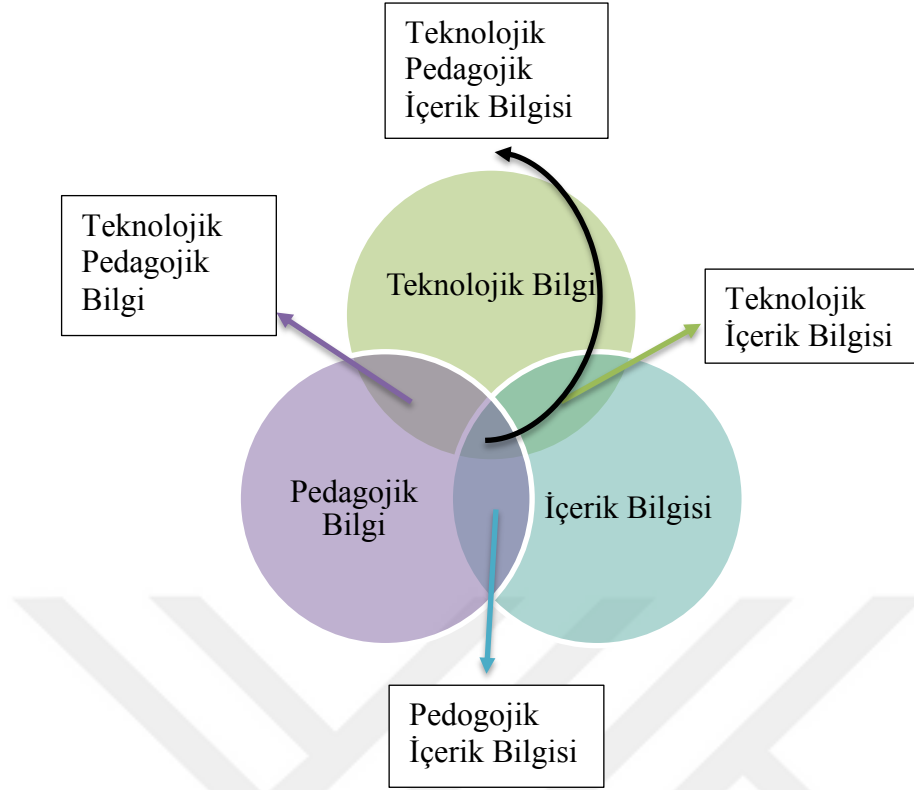 Teknolojik
Pedagojik
İçerik Bilgisi
Teknolojik
Pedagojik
Bilgi
Teknolojik Bilgi
Teknolojik
İçerik Bilgisi
Pedagojik
Bilgi
İçerik Bilgisi
Pedogojik
İçerik Bilgisi